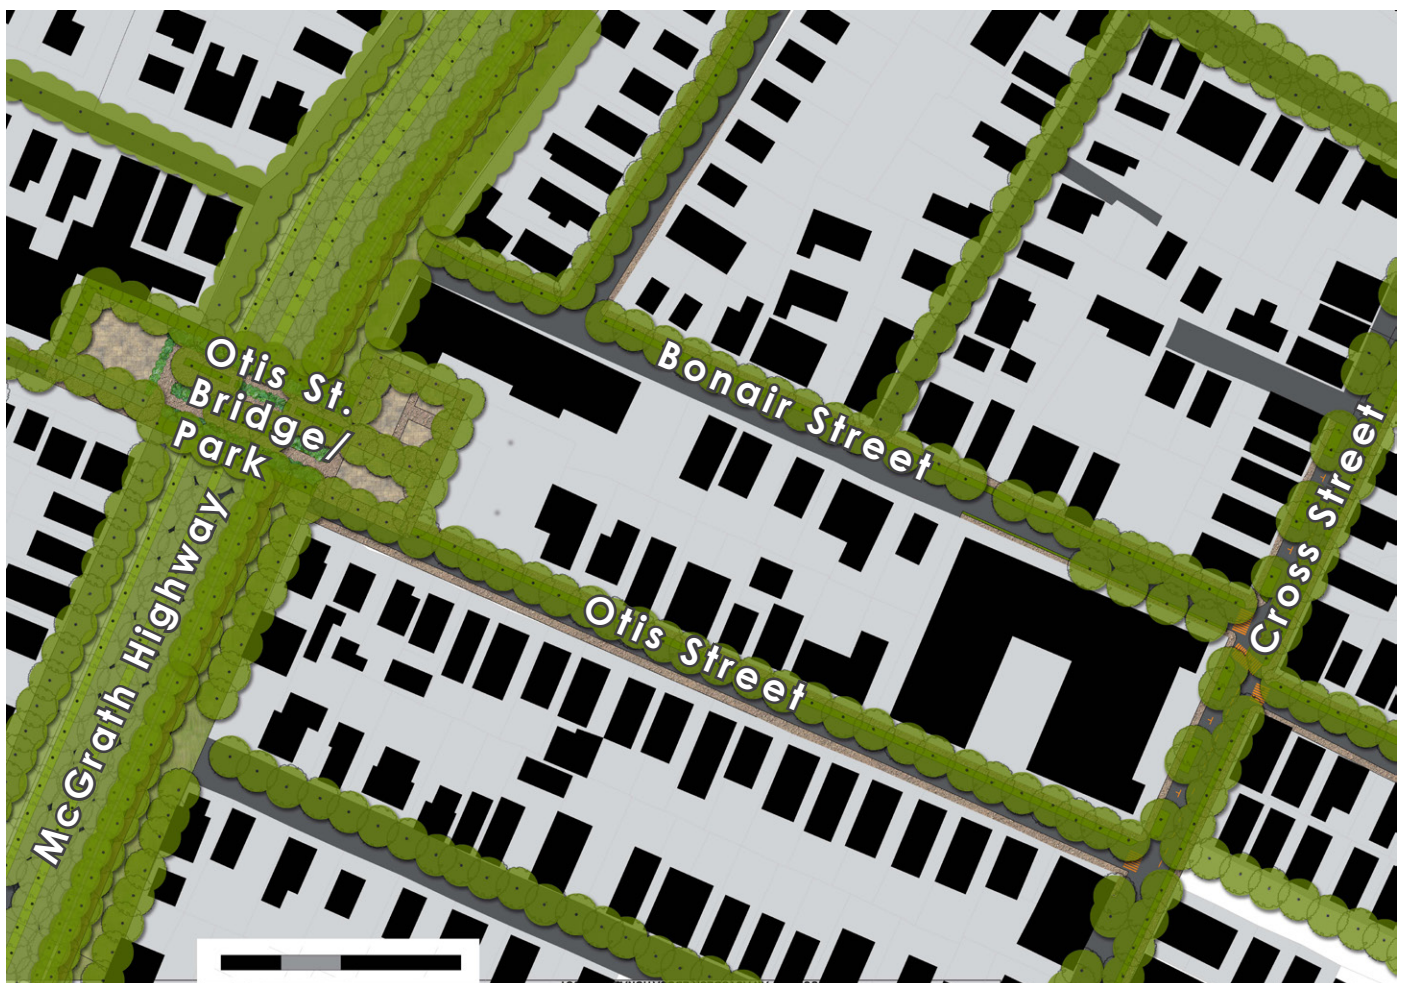 Otis St.
Bridge/
Park
Bonair Street
Cross Street
McGrath Highway
Otis Street